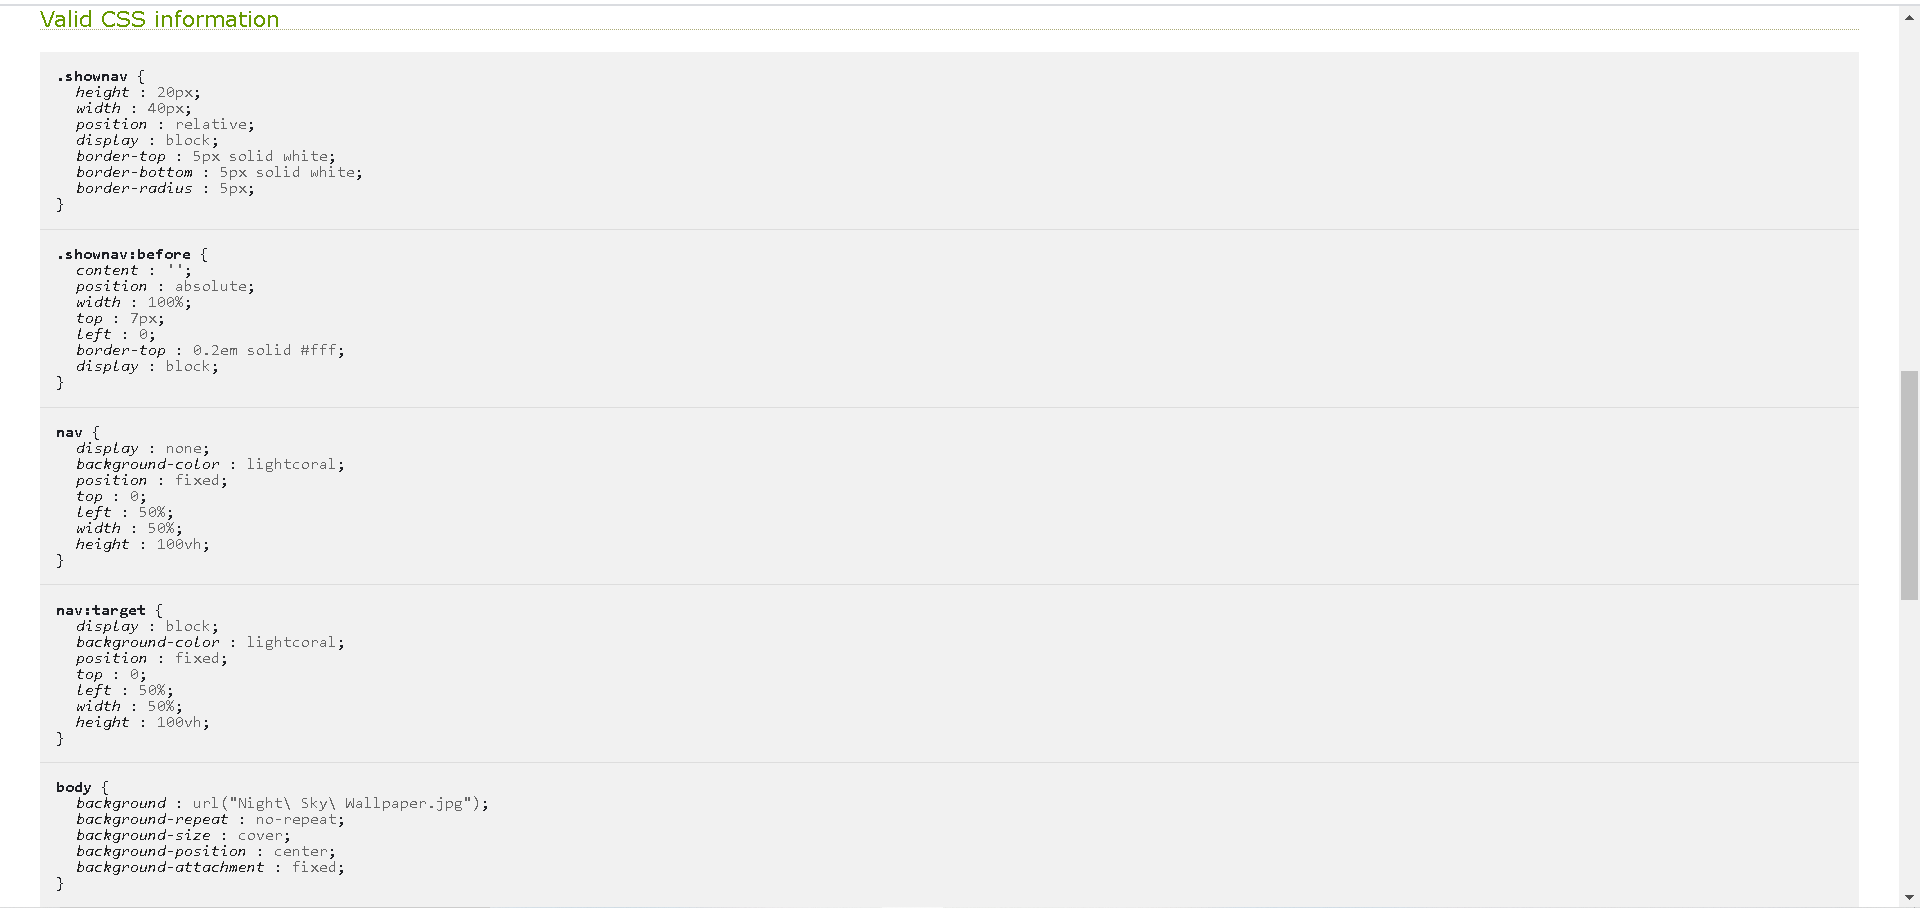 Valid CSS information
.shownav {
height : 20px;
width : 40px;
position : relative;
display : block;
border-top : 5px solid white;
border-bottom : 5px solid white;
border-radius : 5px;
}
.shownav:before {
content : '';
position : absolute;
width : 100%;
top : 7px;
left : 0;
border-top : 0.2em solid #fff;
display : block;
}
nav {
display : none;
background-color : lightcoral;
position : fixed;
top : 0;
left : 50%;
width : 50%;
height : 100vh;
}
nav:target {
display : block;
background-color : lightcoral;
position : fixed;
top : 0;
left : 50%;
width : 50%;
height : 100vh;
}
body {
background : url("Night\ Sky\ Wallpaper.jpg");
background-repeat : no-repeat;
background-size : cover;
background-position : center;
background-attachment : fixed;
}